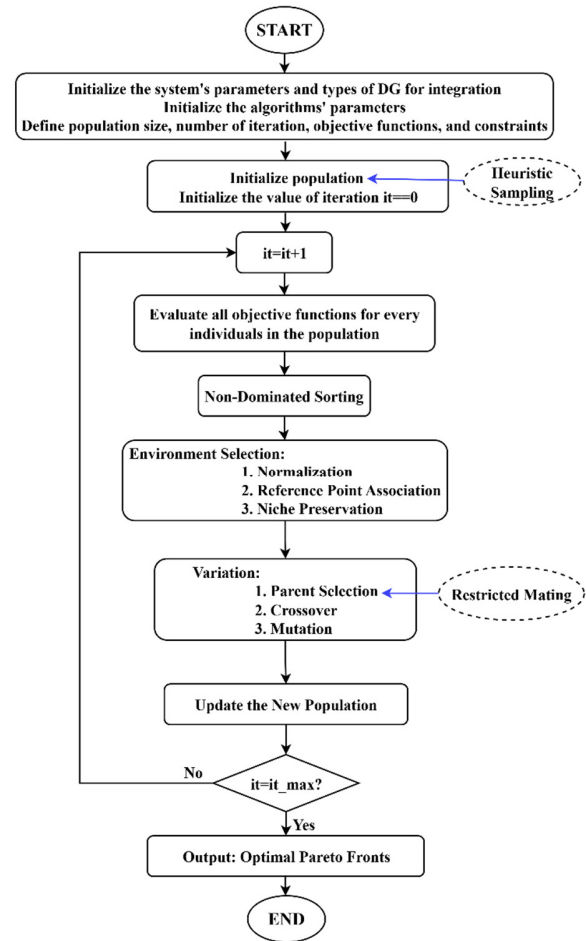 START
Initialize the system's parameters and types of DG for integration
Initialize the algorithms' parameters
Define population size, number of iteration, objective functions, and constraints
Initialize population
Initialize the value of iteration it==0
Heuristic
Sampling
it=it+1
Evaluate all objective functions for every
individuals in the population
Non-Dominated Sorting
Environment Selection:
1. Normalization
2. Reference Point Association
3. Niche Preservation
Variation:
1. Parent Selection
2. Crossover
3. Mutation
Restricted Mating
Update the New Population
No
it=it_max?
Yes
Output: Optimal Pareto Fronts
END